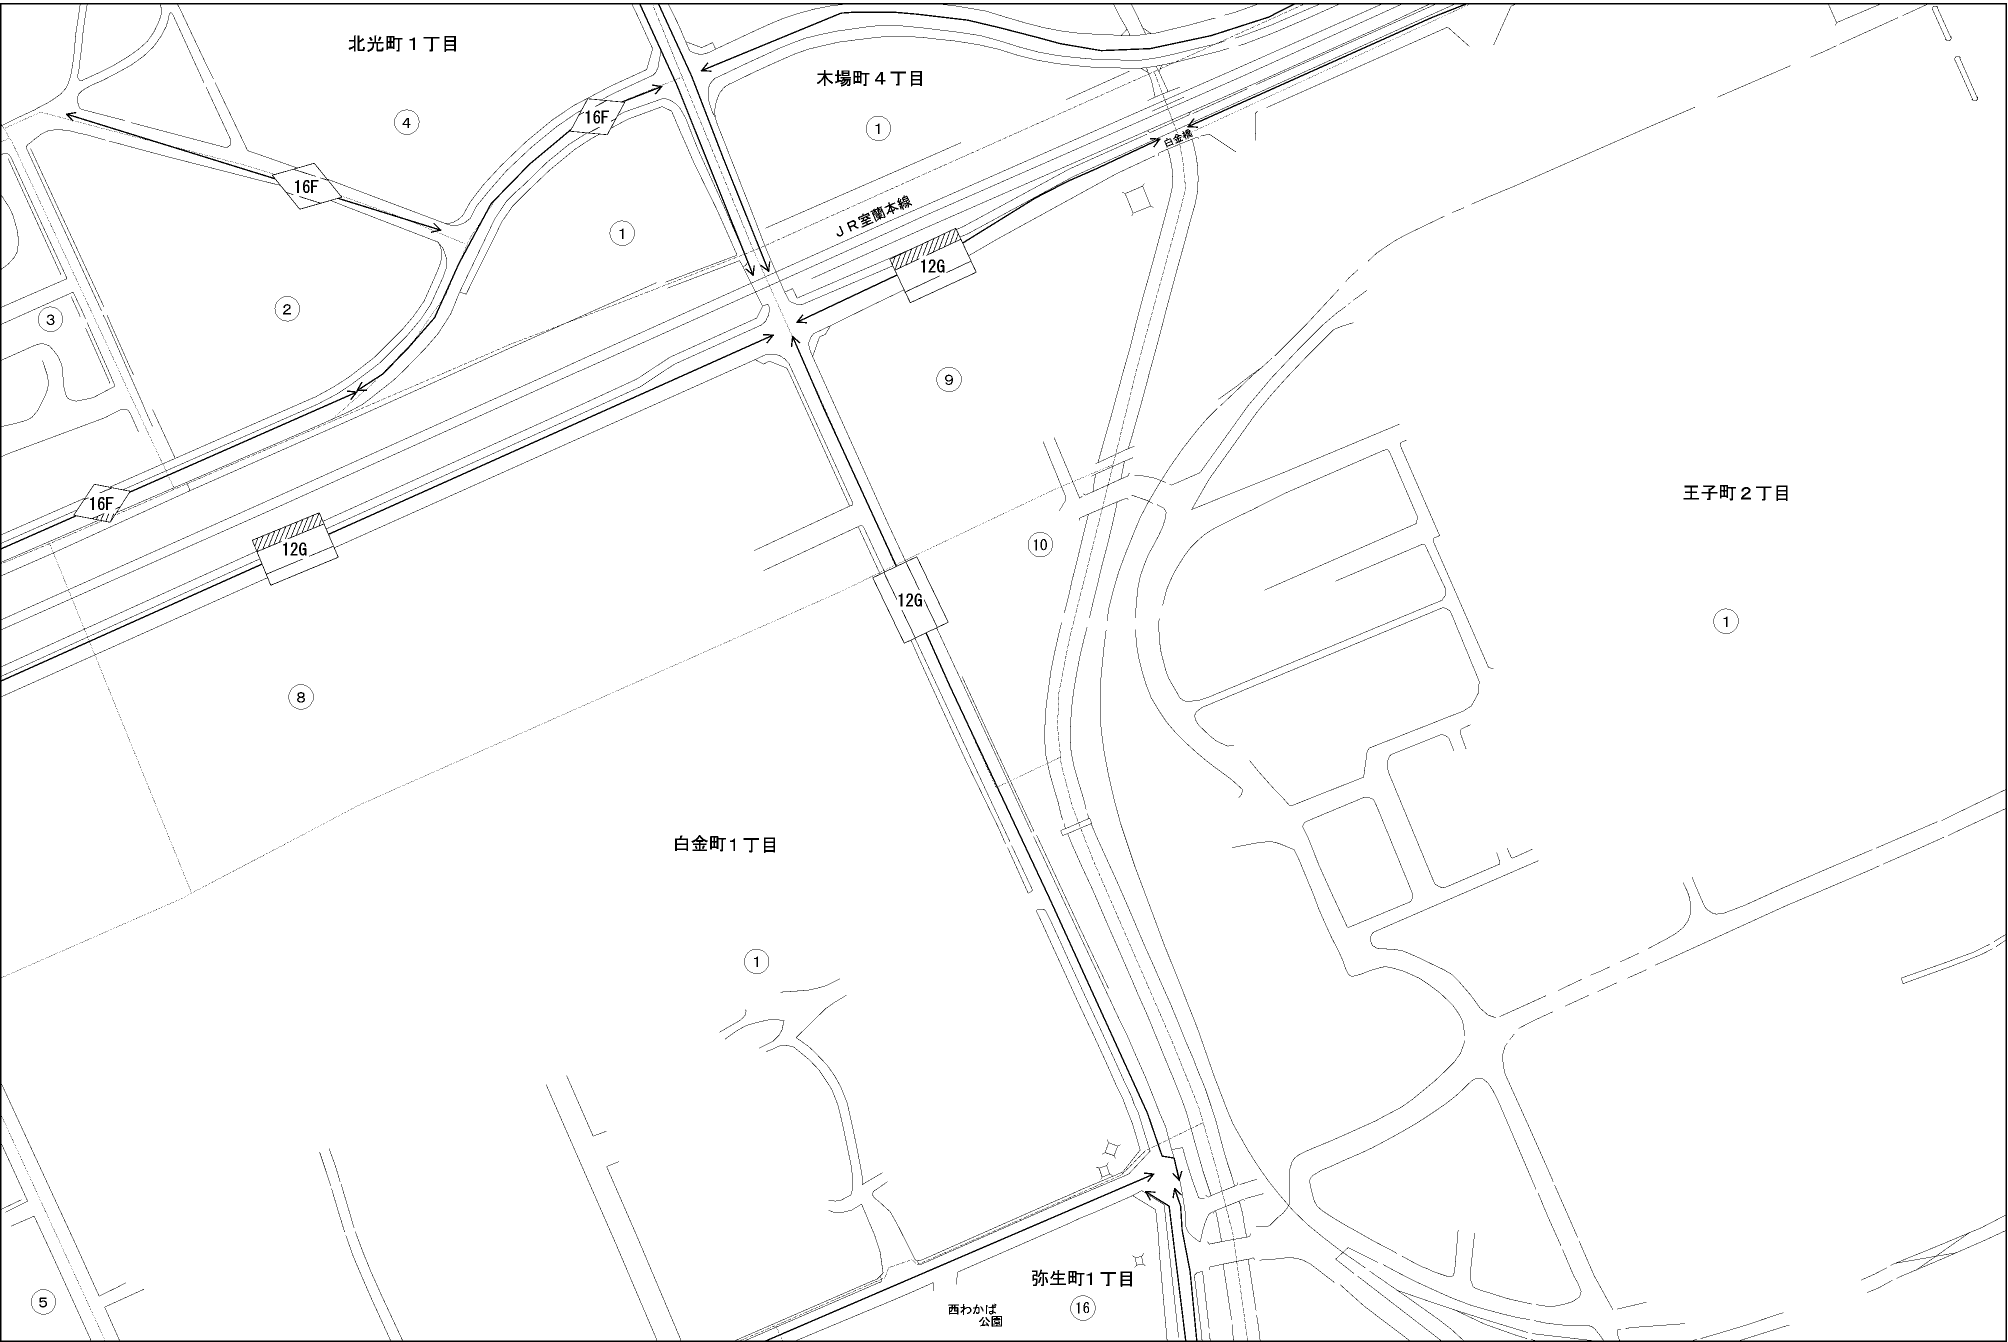 北光町１丁目
木場町４丁目
16F
④
①
白金橋
16F
ＪＲ室蘭本線
①
12G
②
③
⑨
16F
王子町２丁目
12G
⑩
12G
①
⑧
白金町１丁目
①
弥生町１丁目
⑤
⑯
西わかば
公園